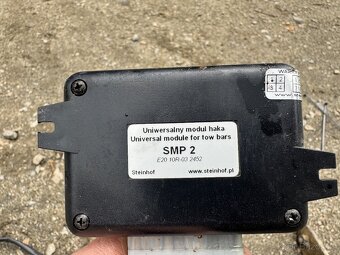 Uniwersalny moduł haka
Universal module for tow bars
SMP 2
E20 10R-03 2452
Steinhof www.steinhof.pl